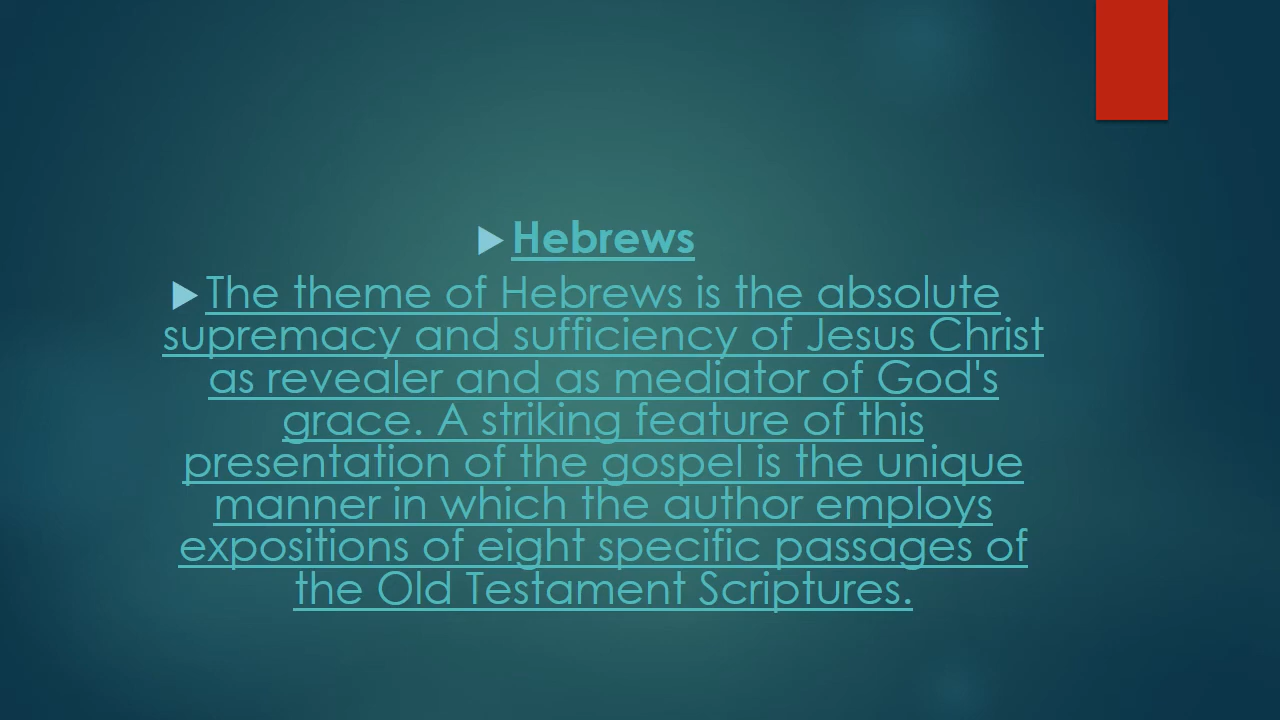 Hebrews
The theme of Hebrews is the absolute
supremacy and sufficiency of Jesus Christ
as revealer and as mediator of God's
grace. A striking feature of this
presentation of the gospel is the unique
manner in which the author employs
expositions of eight specific passages of
the Old Testament Scriptures.